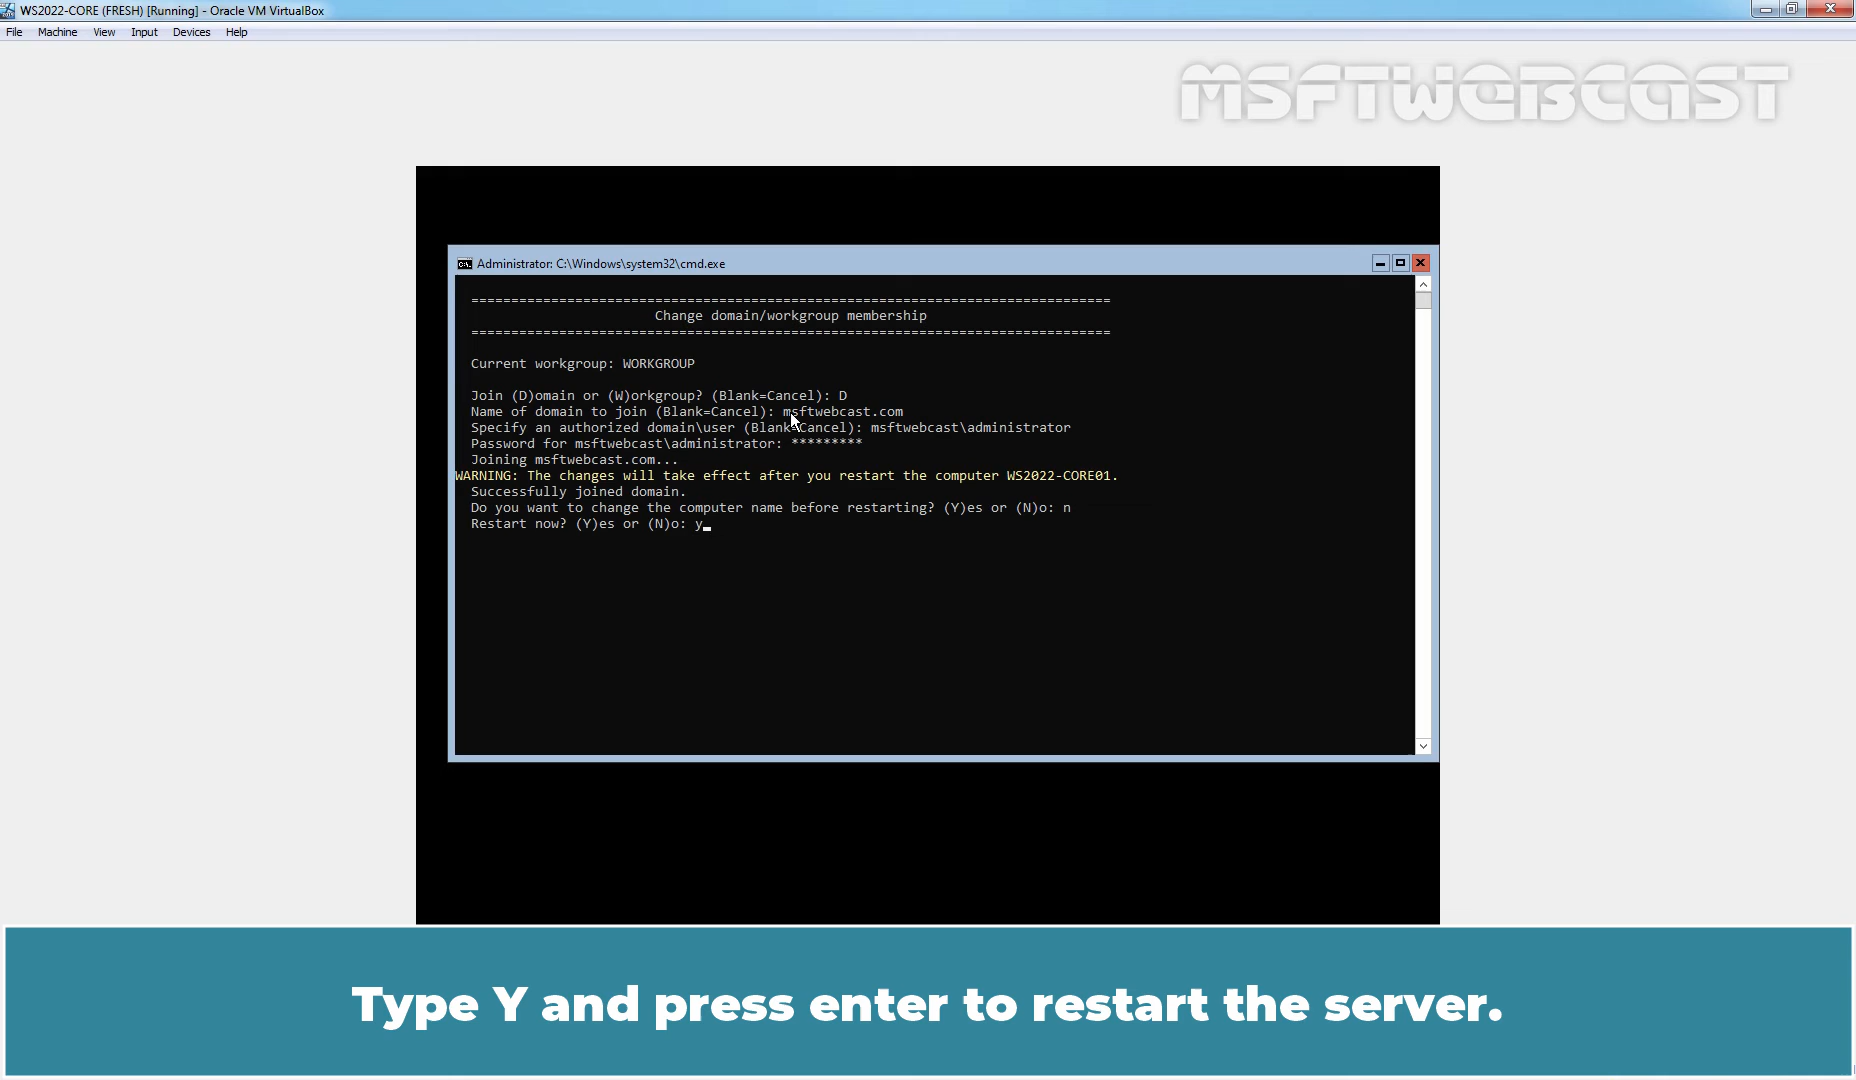 WS2022-CORE (FRESH) [Running] - Oracle VM VirtualBox
File Machine View Input Devices Help
MSFTWEBCAST
Administrator: C:\Windows\system32\cmd.exe
================================================================================
Change domain/workgroup membership
================================================================================
Current workgroup: WORKGROUP
Join (D)omain or (W)orkgroup? (Blank=Cancel): D
Name of domain to join (Blank=Cancel): msftwebcast.com
Specify an authorized domain\user (Blank=Cancel): msftwebcast\administrator
Password for msftwebcast\administrator: *********
Joining msftwebcast.com...
WARNING: The changes will take effect after you restart the computer WS2022-CORE01.
Successfully joined domain.
Do you want to change the computer name before restarting? (Y)es or (N)o: n
Restart now? (Y)es or (N)o: y
Type Y and press enter to restart the server.